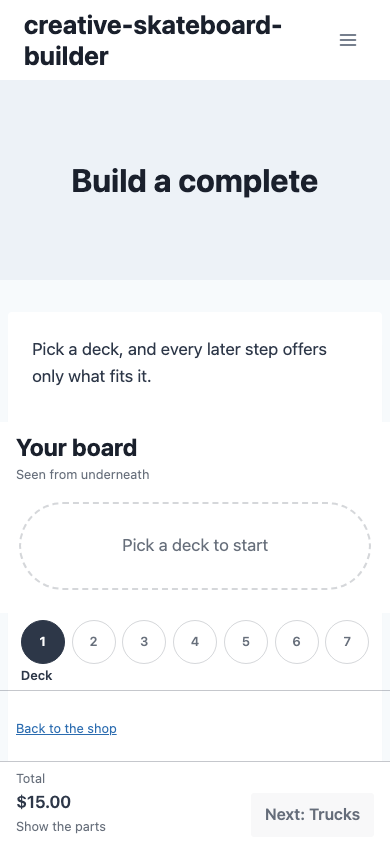 creative-skateboard-
builder
Build a complete
Pick a deck, and every later step offers
only what fits it.
Your board
Seen from underneath
Pick a deck to start
1 2 3 4 5 6 7
Deck
Back to the shop
Total
$15.00
Show the parts
Next: Trucks